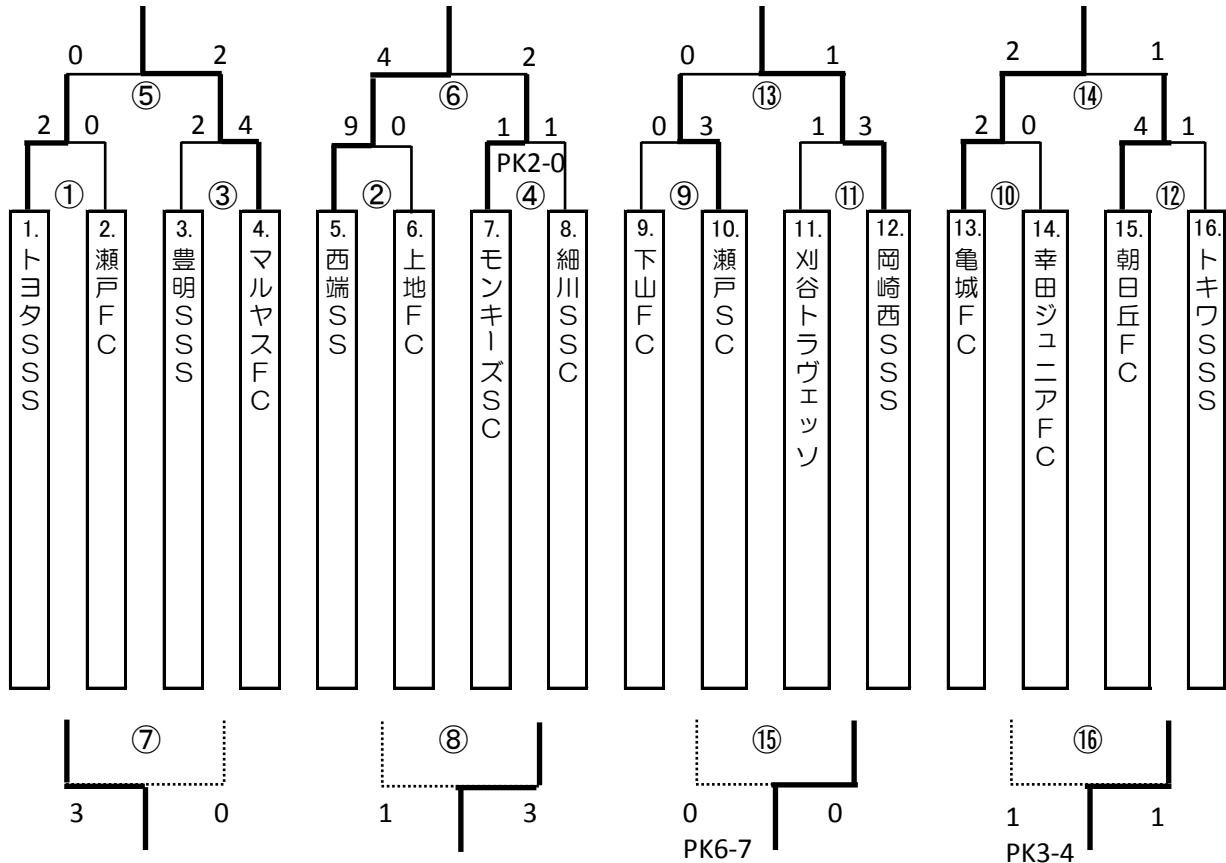 0 2 4 2 0 1 2 1
⑤ ⑥ ⑬ ⑭
2 0 2 4 9 0 1 1 0 3 1 3 2 0 4 1
PK2-0
① ③ ② ④ ⑨ ⑪ ⑩ ⑫
1. トヨタSSS
2. 瀬戸FC
3. 豊明SSS
4. マルヤスFC
5. 西端SS
6. 上地FC
7. モンキーズSC
8. 細川SSC
9. 下山FC
10. 瀬戸SC
11. 刈谷トラヴェッソ
12. 岡崎西SSS
13. 亀城FC
14. 幸田ジュニアFC
15. 朝日丘FC
16. トキワSSS
⑦ ⑧ ⑮ ⑯
3 0 1 3 0 0 1 1
PK6-7 PK3-4